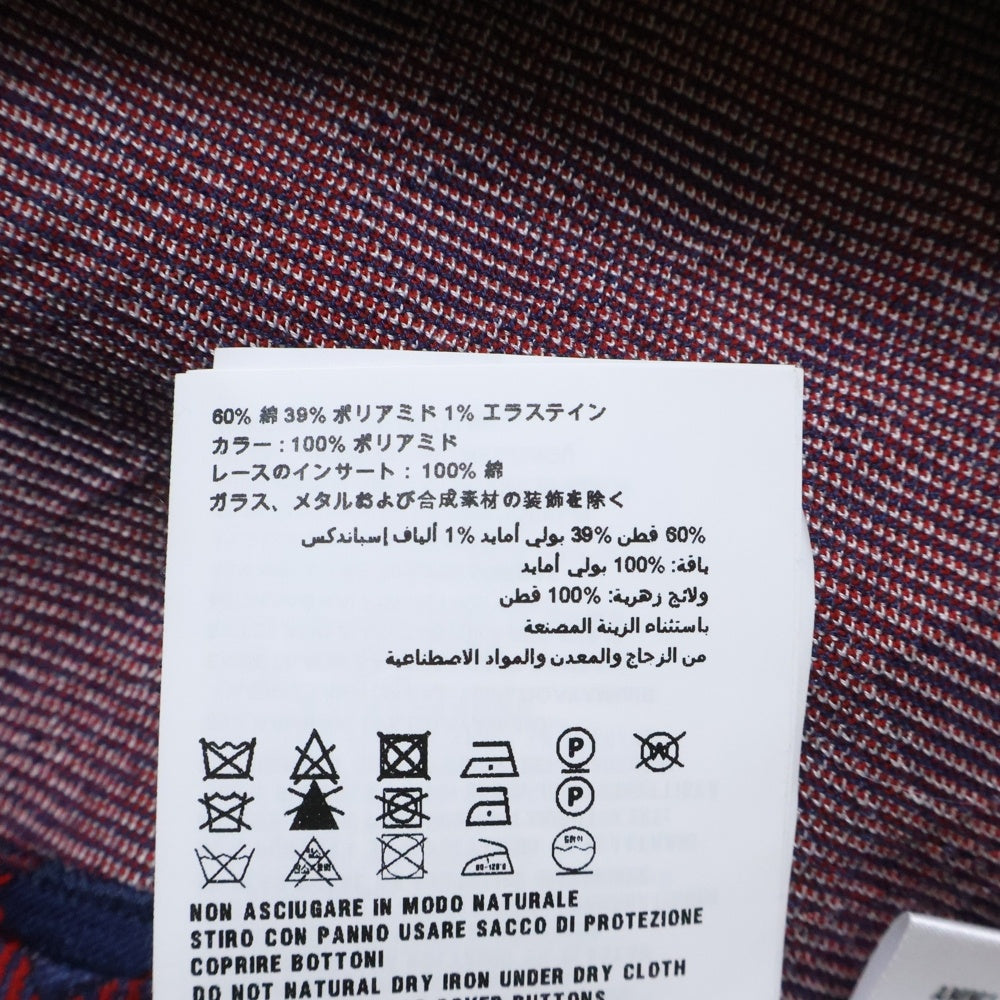 60% 綿 39% ポリアミド 1% エラステイン
カラー : 100% ポリアミド
レースのインサート : 100% 綿
ガラス、メタルおよび合成素材の装飾を除く
60% قطن 39% بولي أمايد 1% ألياف إسباندكس
ياقة: 100% بولي أمايد
ولائج زهرية: 100% قطن
باستثناء الزينة المصنعة
من الزجاج والمعدن والمواد الاصطناعية
P W
P
NON ASCIUGARE IN MODO NATURALE
STIRO CON PANNO USARE SACCO DI PROTEZIONE
COPRIRE BOTTONI
DO NOT NATURAL DRY IRON UNDER DRY CLOTH
COVER BUTTONS